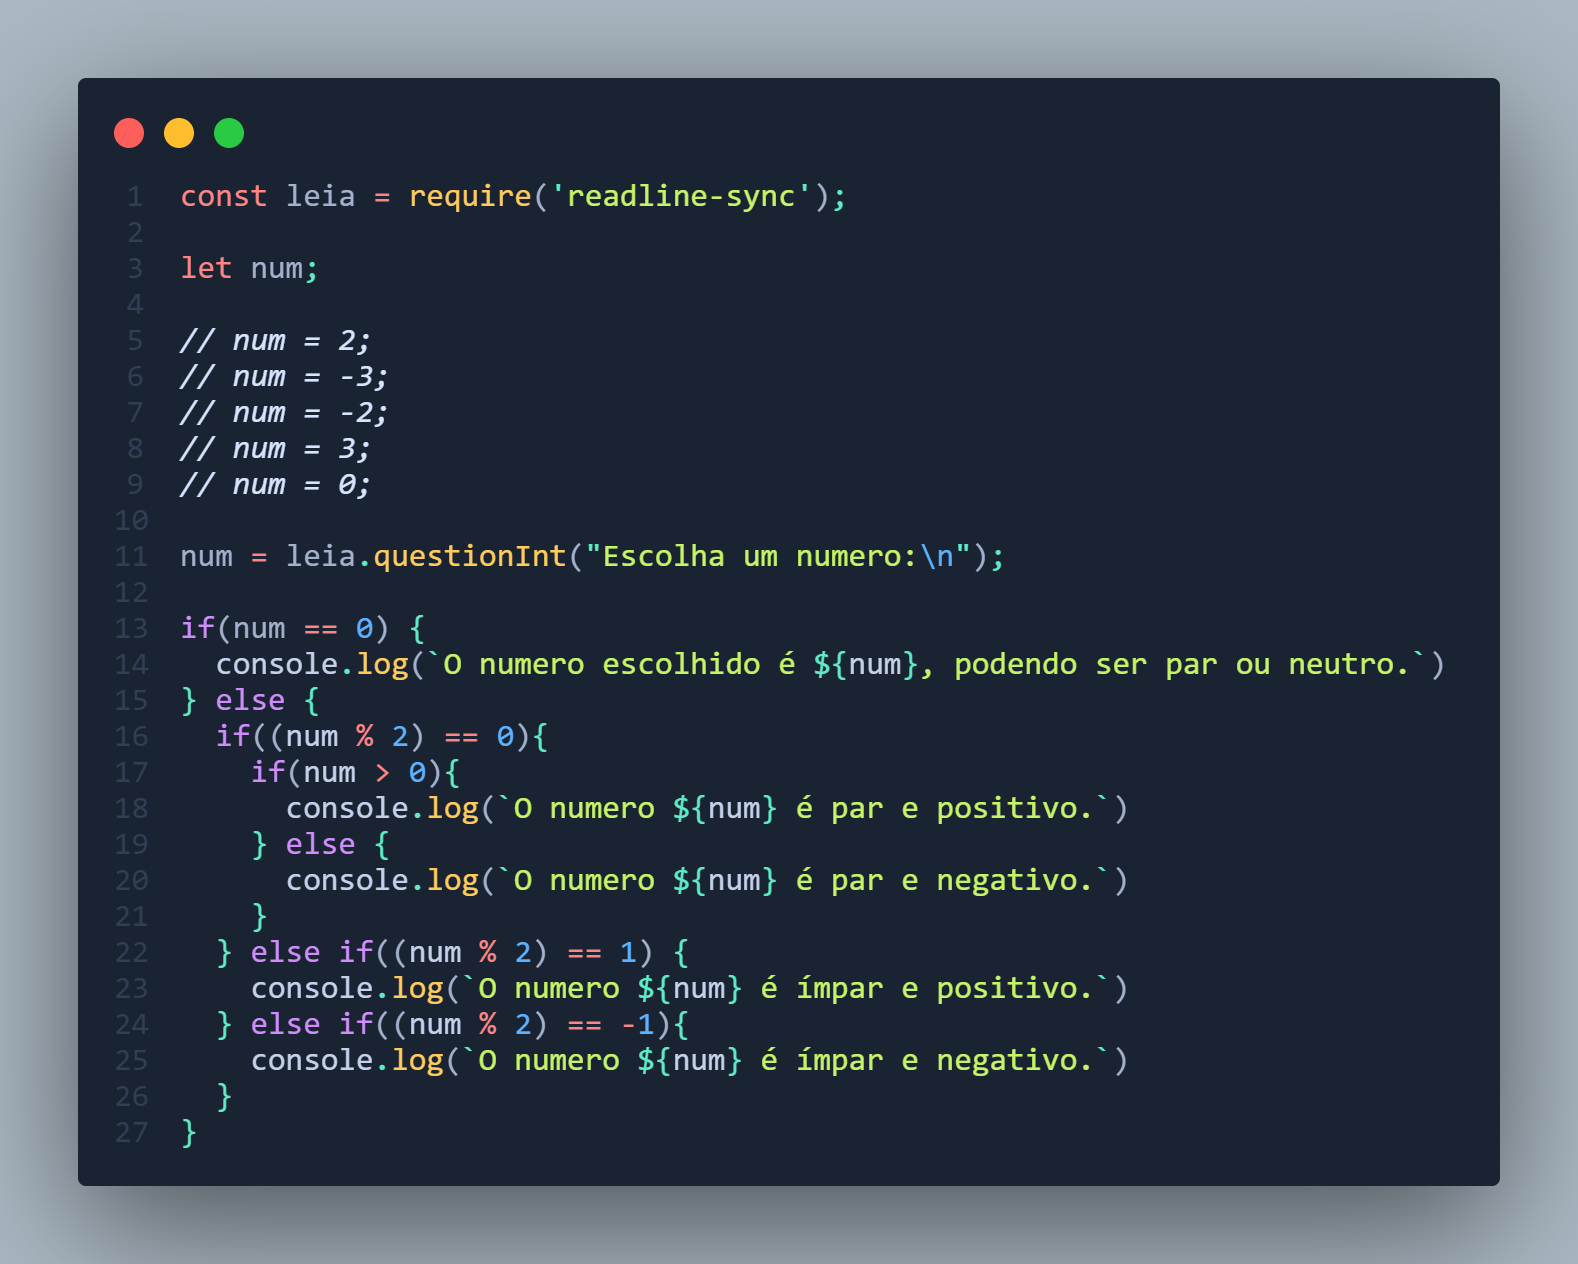 1 const leia = require('readline-sync');
2
3 let num;
4
5 // num = 2;
6 // num = -3;
7 // num = -2;
8 // num = 3;
9 // num = 0;
10
11 num = leia.questionInt("Escolha um numero:\n");
12
13 if(num == 0) {
14   console.log(`O numero escolhido é ${num}, podendo ser par ou neutro.`)
15 } else {
16   if((num % 2) == 0){
17     if(num > 0){
18       console.log(`O numero ${num} é par e positivo.`)
19     } else {
20       console.log(`O numero ${num} é par e negativo.`)
21     }
22   } else if((num % 2) == 1) {
23     console.log(`O numero ${num} é ímpar e positivo.`)
24   } else if((num % 2) == -1){
25     console.log(`O numero ${num} é ímpar e negativo.`)
26   }
27 }